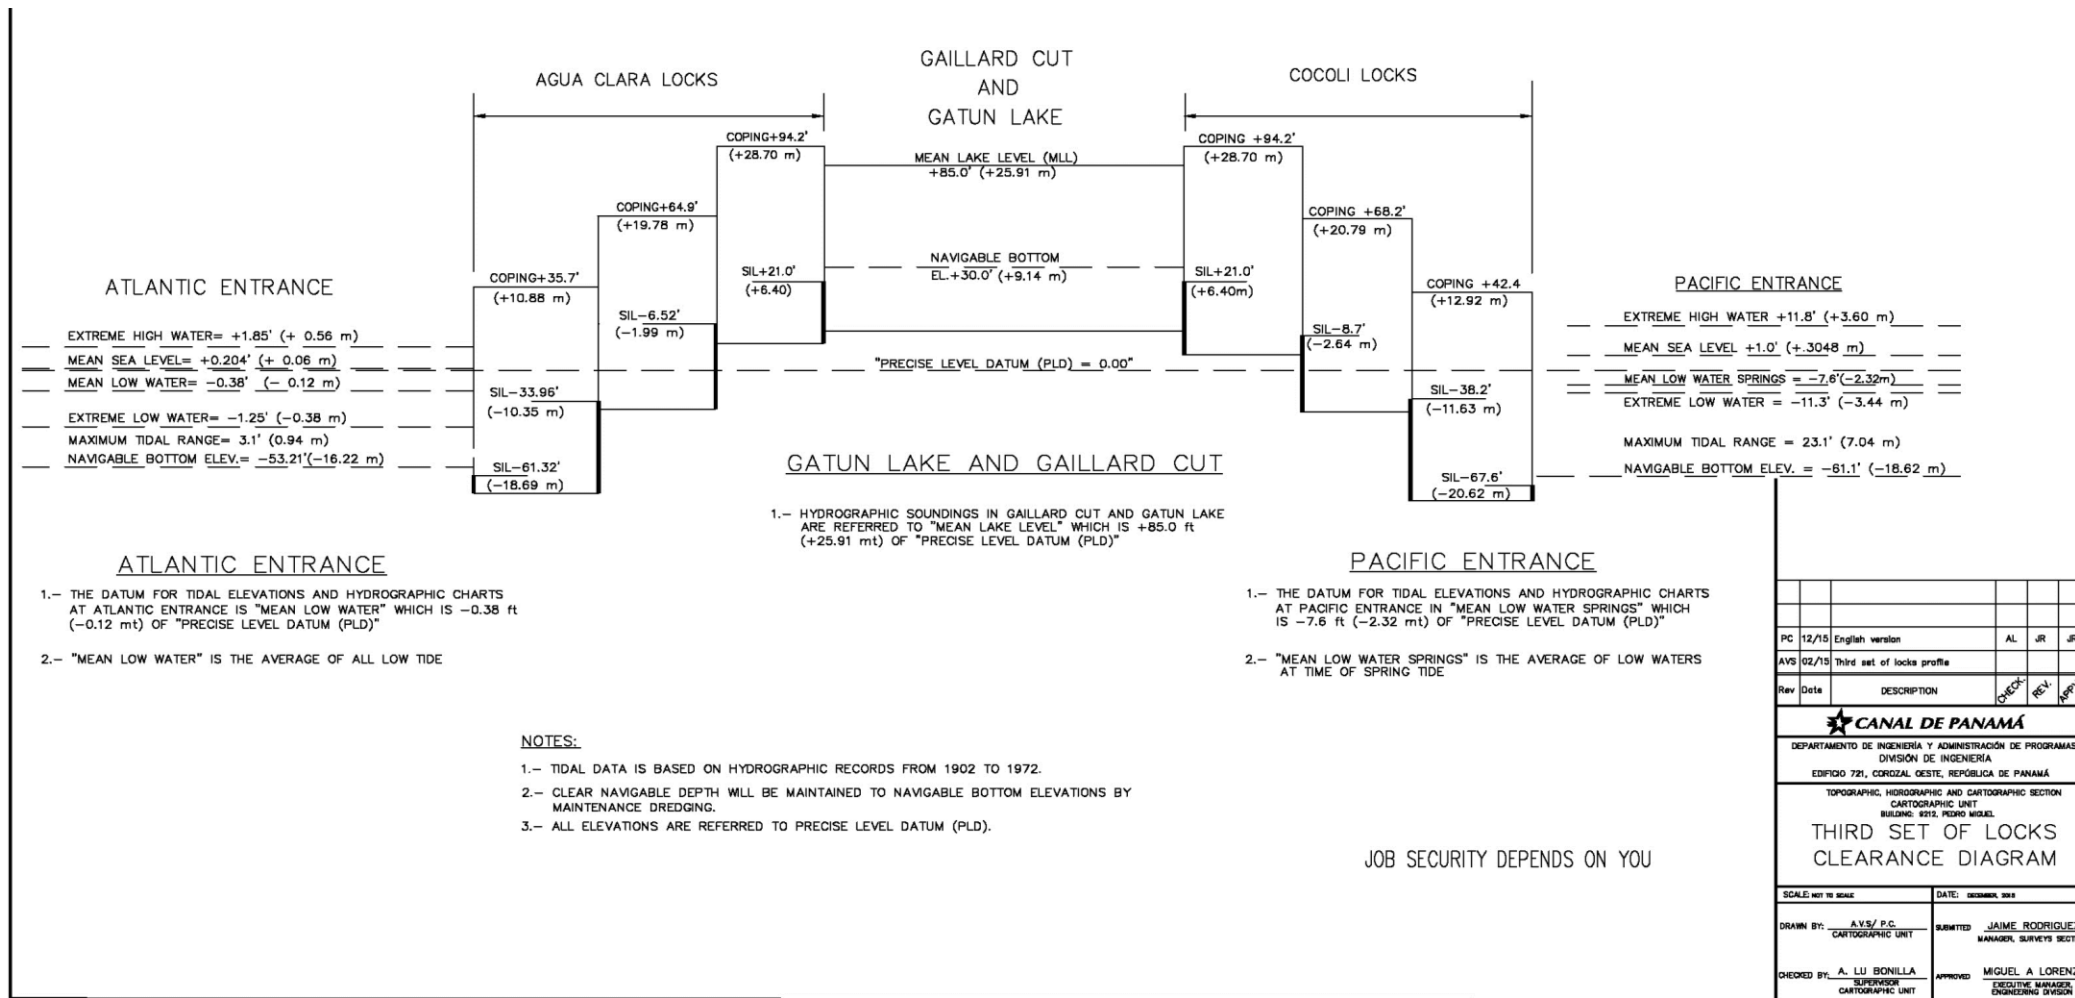 GAILLARD CUT
AND
GATUN LAKE
AGUA CLARA LOCKS
COCOLI LOCKS
COPING+94.2'
(+28.70 m)
COPING+64.9'
(+19.78 m)
COPING+35.7'
(+10.88 m)
SIL+21.0'
(+6.40)
SIL-6.52'
(-1.99 m)
SIL-33.96'
(-10.35 m)
SIL-61.32'
(-18.69 m)
MEAN LAKE LEVEL (MLL)
+85.0' (+25.91 m)
NAVIGABLE BOTTOM
EL.+30.0' (+9.14 m)
"PRECISE LEVEL DATUM (PLD) = 0.00"
COPING +94.2'
(+28.70 m)
COPING +68.2'
(+20.79 m)
COPING +42.4
(+12.92 m)
SIL+21.0'
(+6.40m)
SIL-8.7'
(-2.64 m)
SIL-38.2'
(-11.63 m)
SIL-67.6'
(-20.62 m)
ATLANTIC ENTRANCE
EXTREME HIGH WATER= +1.85' (+ 0.56 m)
MEAN SEA LEVEL= +0.204' (+ 0.06 m)
MEAN LOW WATER= -0.38' (- 0.12 m)
EXTREME LOW WATER= -1.25' (-0.38 m)
MAXIMUM TIDAL RANGE= 3.1' (0.94 m)
NAVIGABLE BOTTOM ELEV.= -53.21'(-16.22 m)
PACIFIC ENTRANCE
EXTREME HIGH WATER +11.8' (+3.60 m)
MEAN SEA LEVEL +1.0' (+.3048 m)
MEAN LOW WATER SPRINGS = -7.6'(-2.32m)
EXTREME LOW WATER = -11.3' (-3.44 m)
MAXIMUM TIDAL RANGE = 23.1' (7.04 m)
NAVIGABLE BOTTOM ELEV. = -61.1' (-18.62 m)
GATUN LAKE AND GAILLARD CUT
1.- HYDROGRAPHIC SOUNDINGS IN GAILLARD CUT AND GATUN LAKE
ARE REFERRED TO "MEAN LAKE LEVEL" WHICH IS +85.0 ft
(+25.91 mt) OF "PRECISE LEVEL DATUM (PLD)"
ATLANTIC ENTRANCE
1.- THE DATUM FOR TIDAL ELEVATIONS AND HYDROGRAPHIC CHARTS
AT ATLANTIC ENTRANCE IS "MEAN LOW WATER" WHICH IS -0.38 ft
(-0.12 mt) OF "PRECISE LEVEL DATUM (PLD)"
2.- "MEAN LOW WATER" IS THE AVERAGE OF ALL LOW TIDE
PACIFIC ENTRANCE
1.- THE DATUM FOR TIDAL ELEVATIONS AND HYDROGRAPHIC CHARTS
AT PACIFIC ENTRANCE IN "MEAN LOW WATER SPRINGS" WHICH
IS -7.6 ft (-2.32 mt) OF "PRECISE LEVEL DATUM (PLD)"
2.- "MEAN LOW WATER SPRINGS" IS THE AVERAGE OF LOW WATERS
AT TIME OF SPRING TIDE
NOTES:
1.- TIDAL DATA IS BASED ON HYDROGRAPHIC RECORDS FROM 1902 TO 1972.
2.- CLEAR NAVIGABLE DEPTH WILL BE MAINTAINED TO NAVIGABLE BOTTOM ELEVATIONS BY
MAINTENANCE DREDGING.
3.- ALL ELEVATIONS ARE REFERRED TO PRECISE LEVEL DATUM (PLD).
JOB SECURITY DEPENDS ON YOU
PC 12/15 English version AL JR
AVS 02/15 Third set of locks profile
Rev Date DESCRIPTION CHECK. REV.
CANAL DE PANAMÁ
DEPARTAMENTO DE INGENIERÍA Y ADMINISTRACIÓN DE PROGRAMAS
DIVISIÓN DE INGENIERÍA
EDIFICIO 721, COROZAL OESTE, REPÚBLICA DE PANAMÁ
TOPOGRAPHIC, HIDROGRAPHIC AND CARTOGRAPHIC SECTION
CARTOGRAPHIC UNIT
BUILDING: 9212, PEDRO MIGUEL
THIRD SET OF LOCKS
CLEARANCE DIAGRAM
SCALE: NOT TO SCALE DATE: DECEMBER,
DRAWN BY: A.V.S/ P.C. SUBMITTED JAIME RODRIGUEZ
CARTOGRAPHIC UNIT MANAGER, SURVEYS
CHECKED BY: A. LU BONILLA APPROVED MIGUEL A
SUPERVISOR EXECUTIVE MANAGER,
CARTOGRAPHIC UNIT ENGINEERING DIVISION